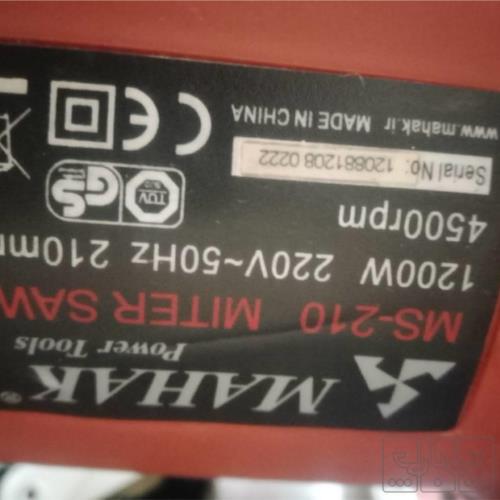 MAHAK®
Power Tools
MS-210 MITER SAW
1200W 220V~50Hz 210m
4500rpm
TÜV
GS
Serial No: 120881208 0222
www.mahak.ir MADE IN CHINA
CE